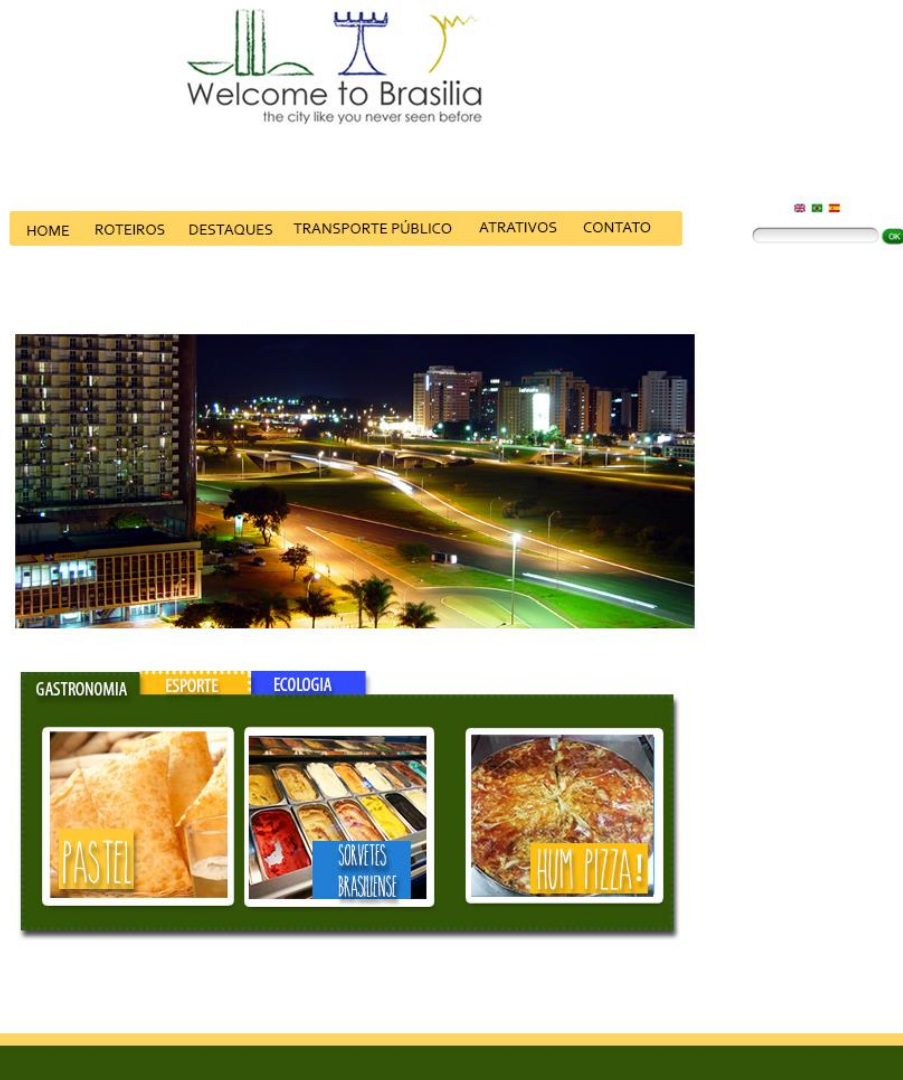 Welcome to Brasilia
the city like you never seen before
HOME ROTEIROS DESTAQUES TRANSPORTE PÚBLICO ATRATIVOS CONTATO
OK
GASTRONOMIA ESPORTE ECOLOGIA
PASTEL
SORVETES
BRASILIENSE
HUM PIZZA!